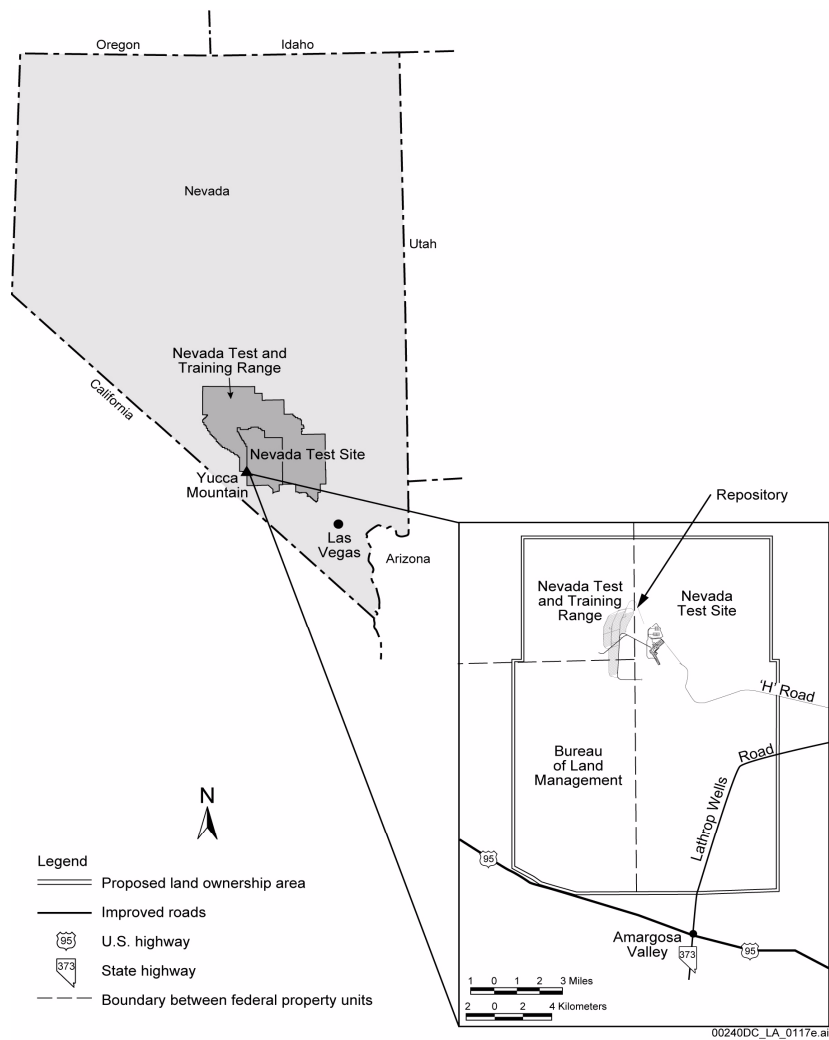 Oregon
Idaho
Nevada
Utah
Nevada Test and
Training Range
California
Nevada Test Site
Yucca
Mountain
Las
Vegas
Arizona
Repository
Nevada Test
and Training
Range
Nevada
Test Site
'H' Road
Bureau
of Land
Management
Road
Lathrop Wells
95
Amargosa
Valley
95
373
1 0 1 2 3 Miles
2 0 2 4 Kilometers
N
Legend
Proposed land ownership area
Improved roads
95 U.S. highway
373 State highway
Boundary between federal property units
00240DC_LA_0117e.ai